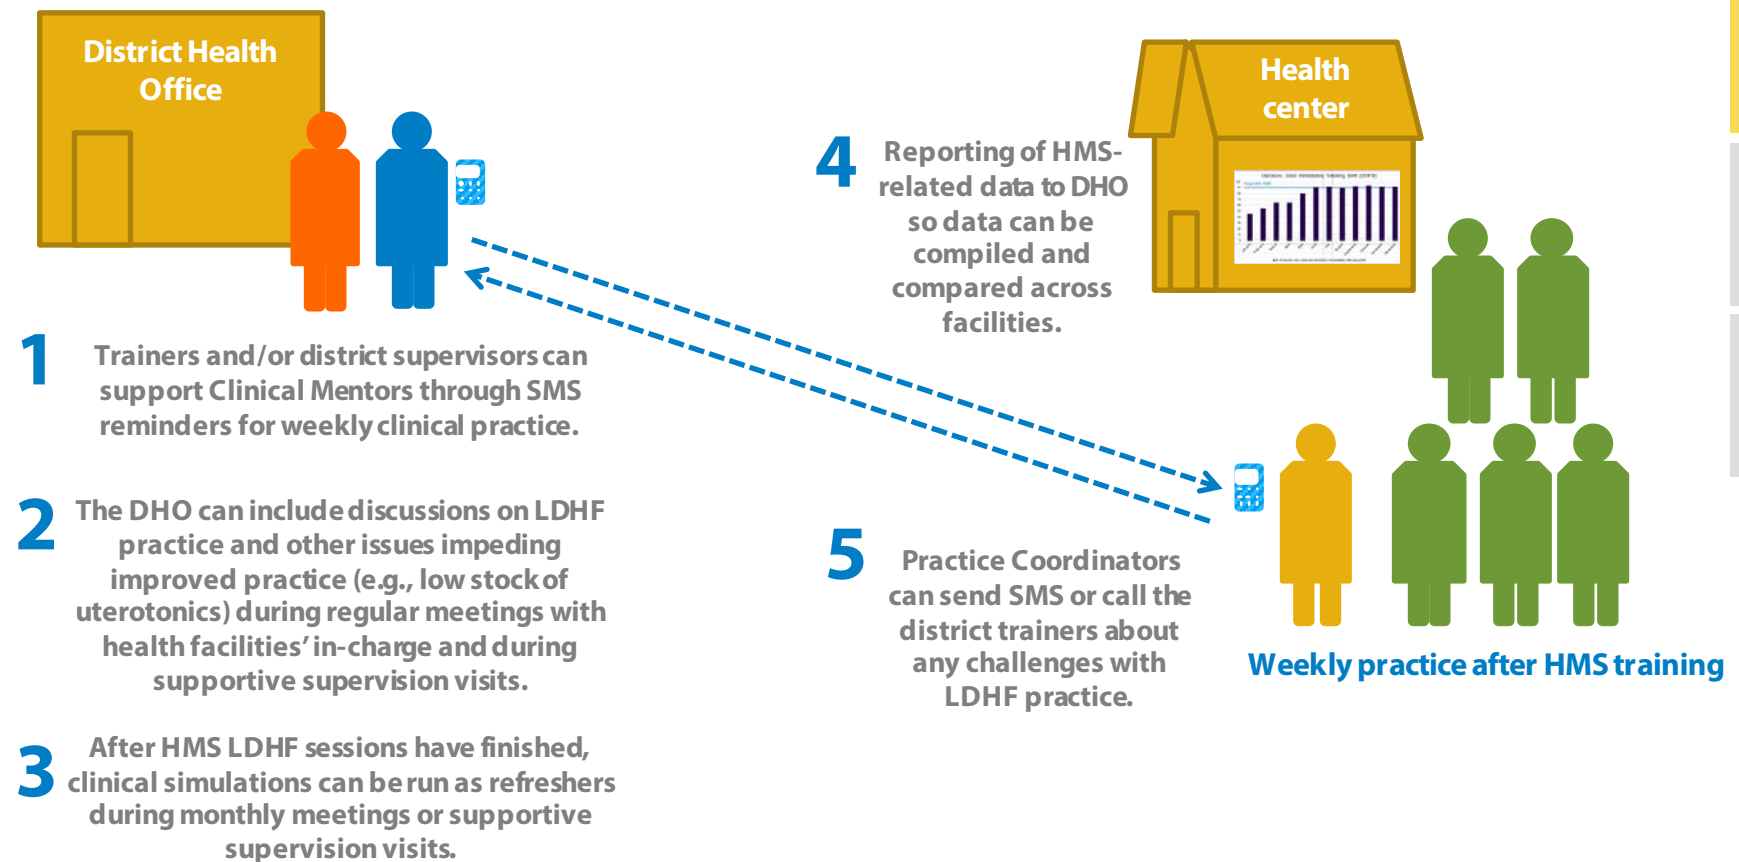 District Health
Office
1
Trainers and/or district supervisors can
support Clinical Mentors through SMS
reminders for weekly clinical practice.
2
The DHO can include discussions on LDHF
practice and other issues impeding
improved practice (e.g., low stock of
uterotonics) during regular meetings with
health facilities’ in-charge and during
supportive supervision visits.
3
After HMS LDHF sessions have finished,
clinical simulations can be run as refreshers
during monthly meetings or supportive
supervision visits.
4
Reporting of HMS-
related data to DHO
so data can be
compiled and
compared across
facilities.
Health
center
5
Practice Coordinators
can send SMS or call the
district trainers about
any challenges with
LDHF practice.
Weekly practice after HMS training